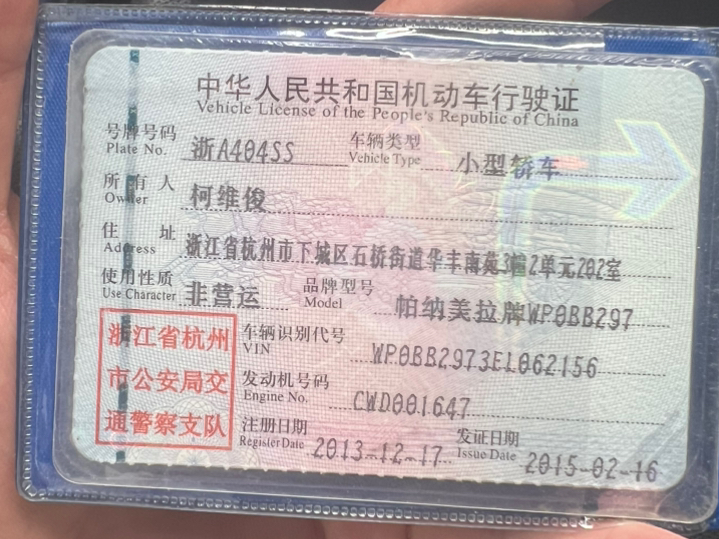 中华人民共和国机动车行驶证
Vehicle License of the People's Republic of China
号牌号码 浙A404SS 车辆类型 小型轿车
Plate No. Vehicle Type
所有人 柯维俊
Owner
住址 浙江省杭州市下城区石桥街道华丰南苑3幢2单元202室
Address
使用性质 非营运 品牌型号 帕纳美拉牌WP0BB297
Use Character Model
浙江省杭州市公安局交通警察支队
车辆识别代号 WP0BB2973EL062156
VIN
发动机号码 CWD001647
Engine No.
注册日期 2013-12-17 发证日期 2015-02-16
Register Date Issue Date